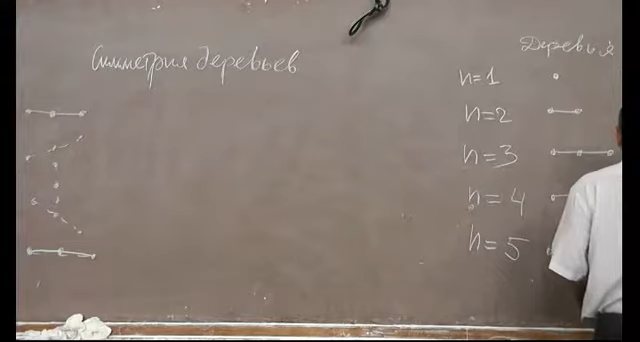 Симметрия деревьев
Деревья
n=1
n=2
n=3
n=4
n=5